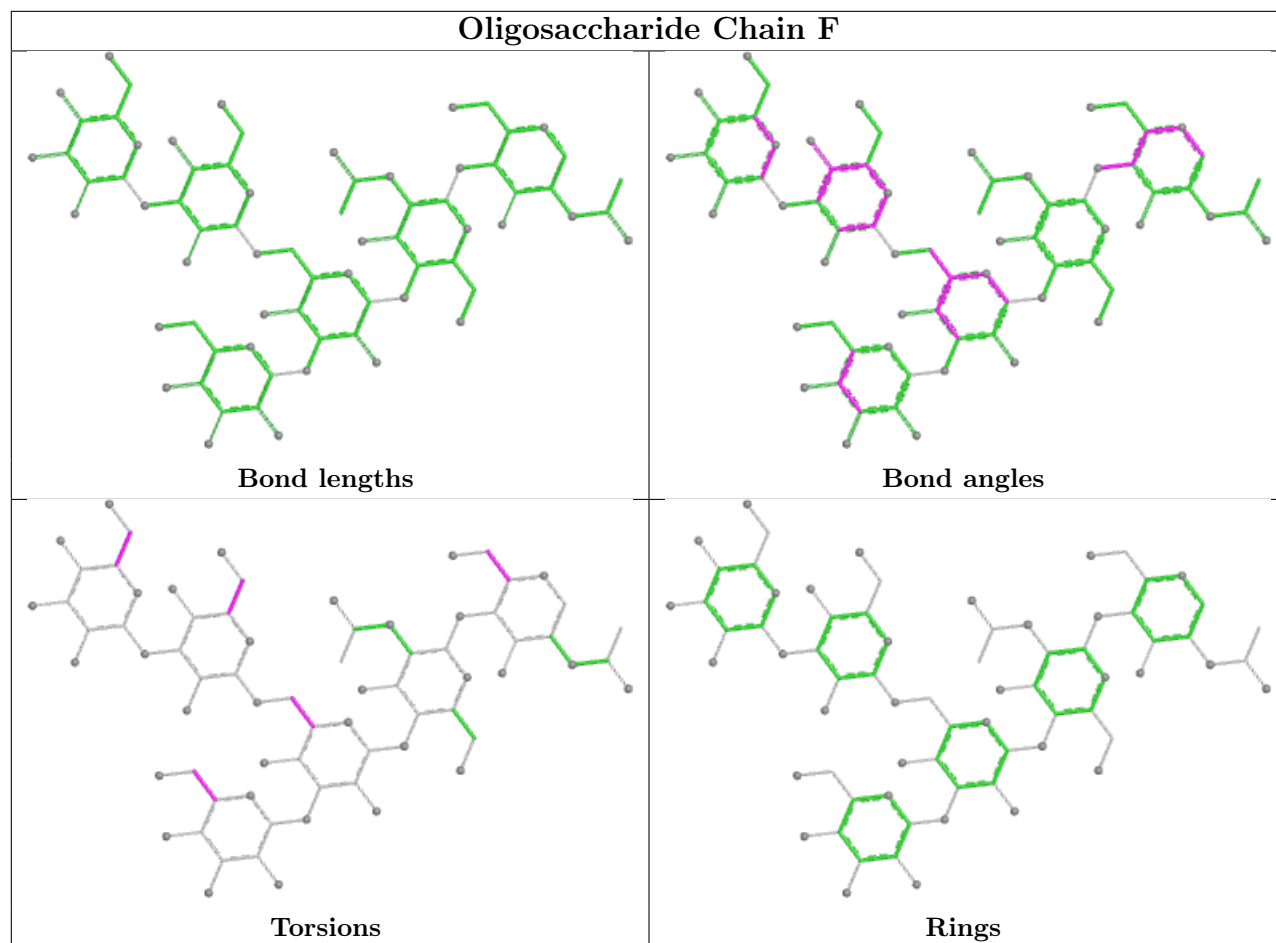 Oligosaccharide Chain F
Bond lengths
Bond angles
Torsions
Rings